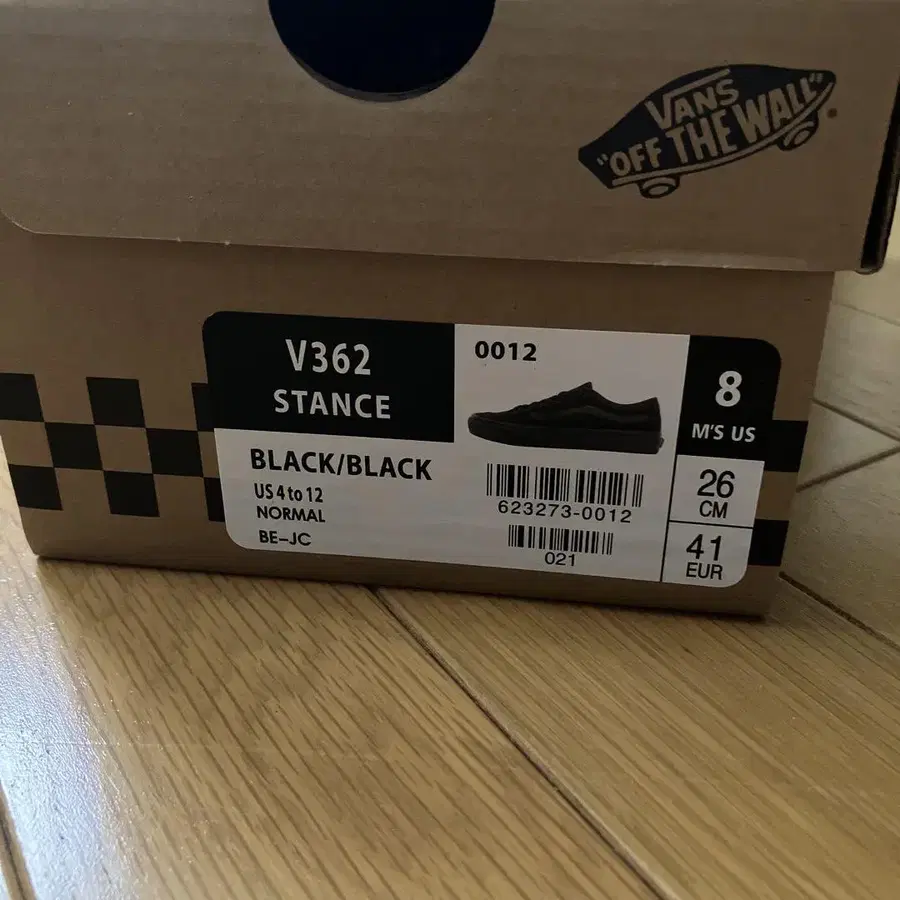 VANS
"OFF THE WALL"
V362
STANCE
0012
8
M'S US
BLACK/BLACK
US 4 to 12
NORMAL
BE-JC
623273-0012
021
26
CM
41
EUR